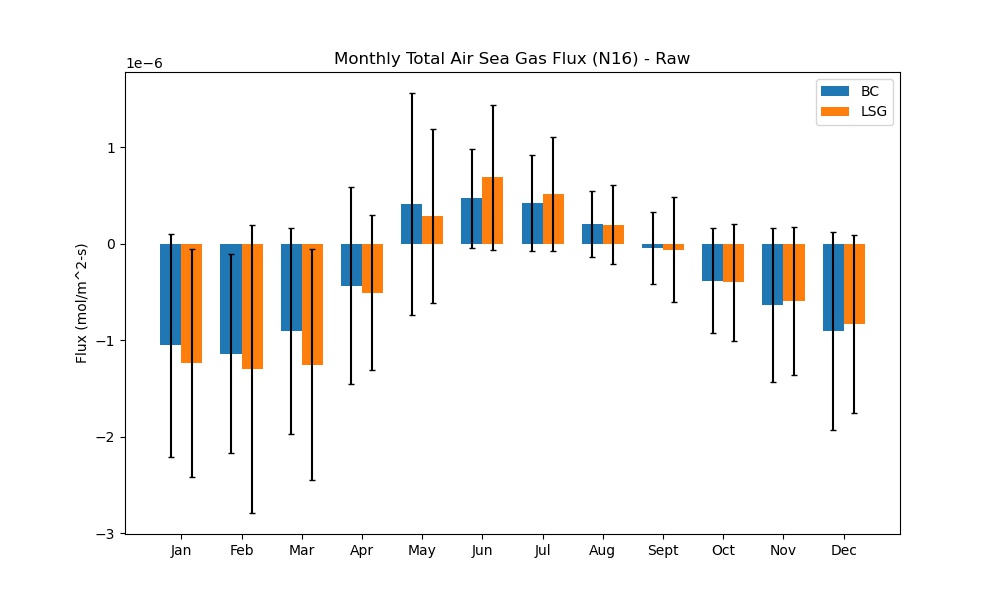 Monthly Total Air Sea Gas Flux (N16) - Raw
1e−6
BC
LSG
1
0
−1
−2
−3
Flux (mol/m^2-s)
Jan Feb Mar Apr May Jun Jul Aug Sept Oct Nov Dec